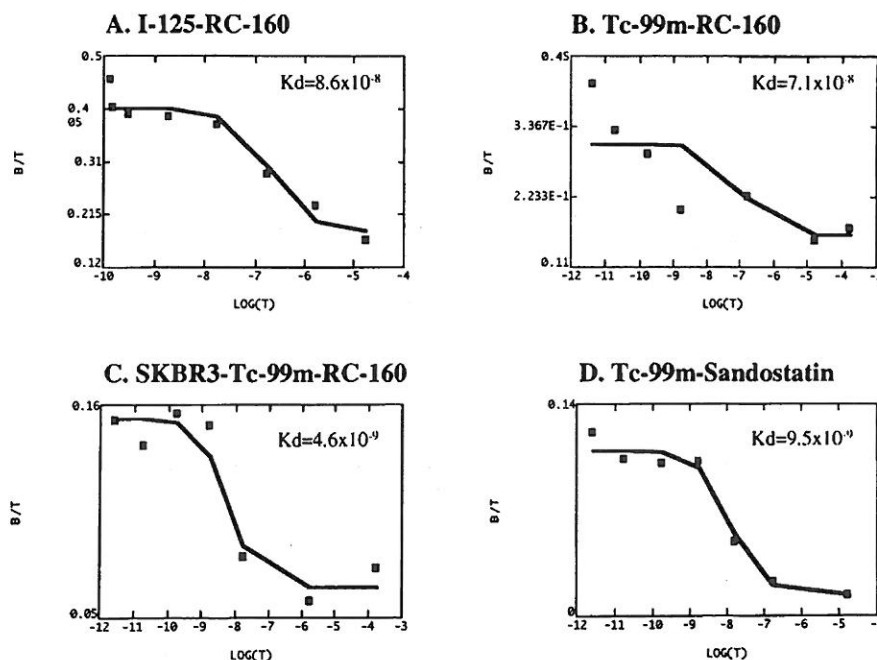 A. I-125-RC-160
0.5
Kd=8.6x10⁻⁸
0.4
05
B/T
0.31
0.215
0.12
-10 -9 -8 -7 -6 -5 -4
LOG(T)
B. Tc-99m-RC-160
0.45
Kd=7.1x10⁻⁸
3.367E-1
B/T
2.233E-1
0.11
-12 -11 -10 -9 -8 -7 -6 -5 -4
LOG(T)
C. SKBR3-Tc-99m-RC-160
0.16
Kd=4.6x10⁻⁹
B/T
0.05
-12 -11 -10 -9 -8 -7 -6 -5 -4 -3
LOG(T)
D. Tc-99m-Sandostatin
0.14
Kd=9.5x10⁻⁹
B/T
0
-12 -11 -10 -9 -8 -7 -6 -5 -4
LOG(T)